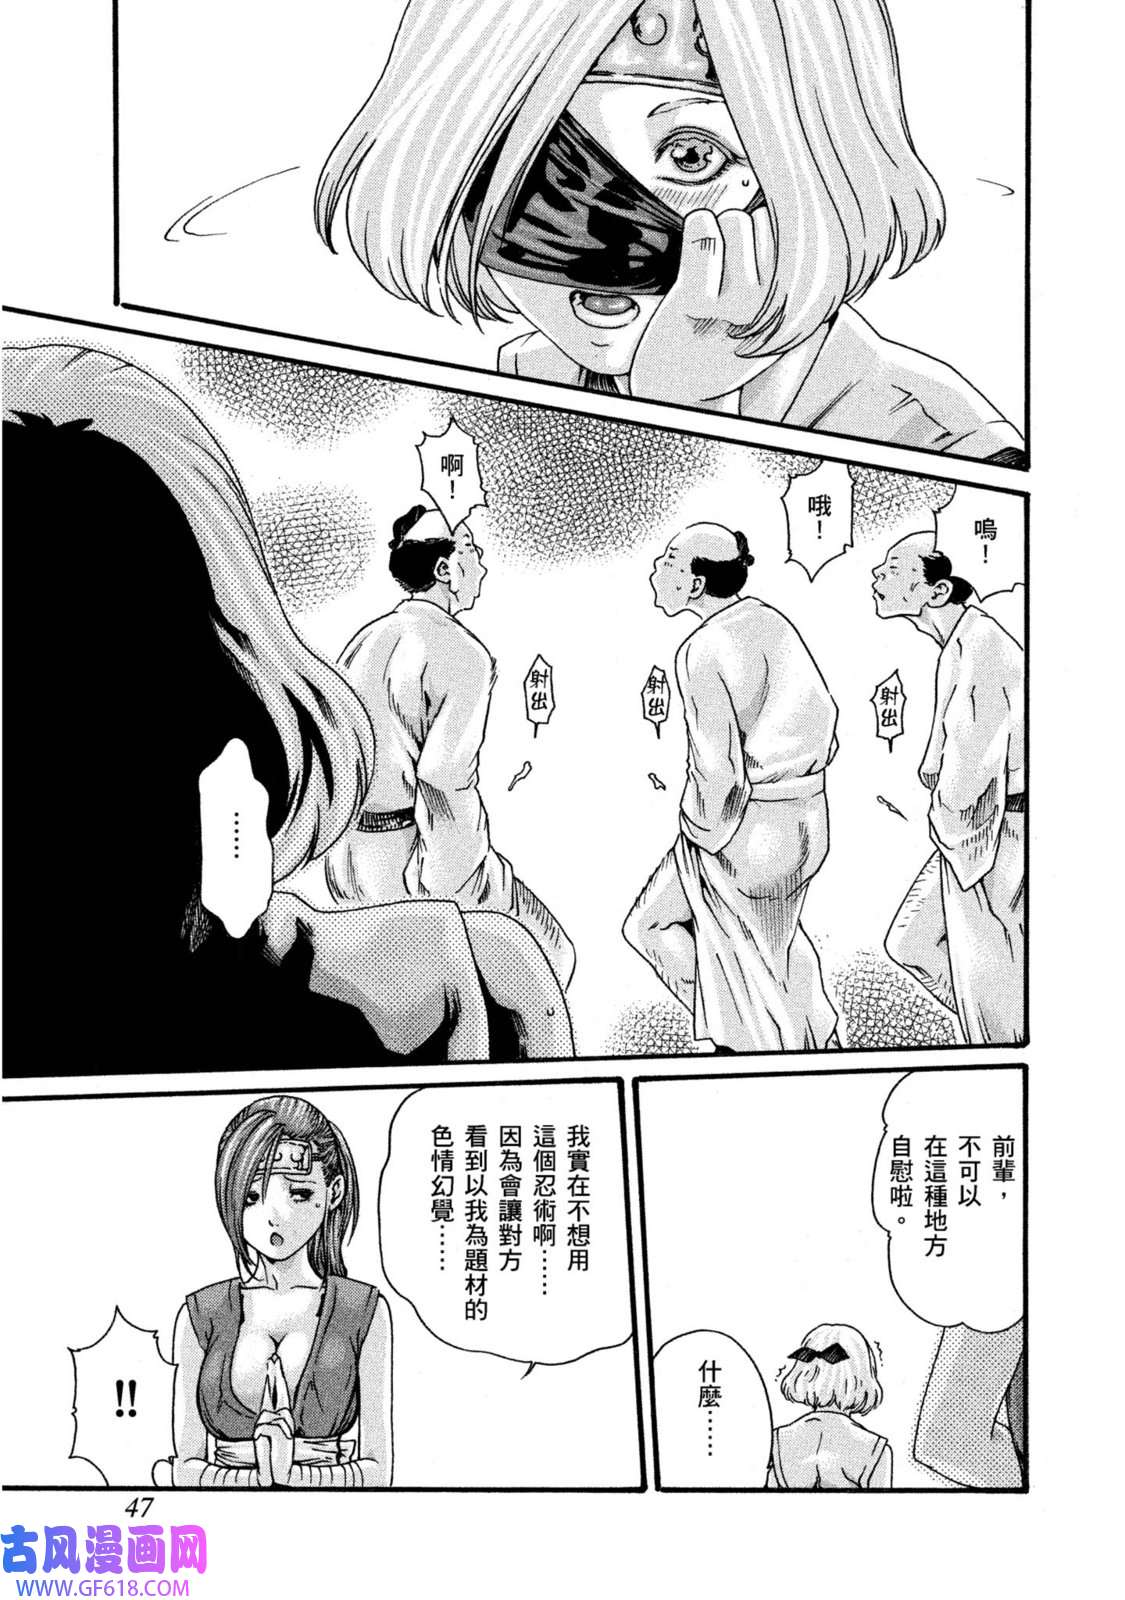 嗚！
哦！
啊！
射出
射出
射出
……
前輩，
不可以
在這種地方
自慰啦。
什麼……
我實在不想用
這個忍術啊……
因為會讓對方
看到以我為題材的
色情幻覺……
!!
47
古风漫画网
WWW.GF618.COM